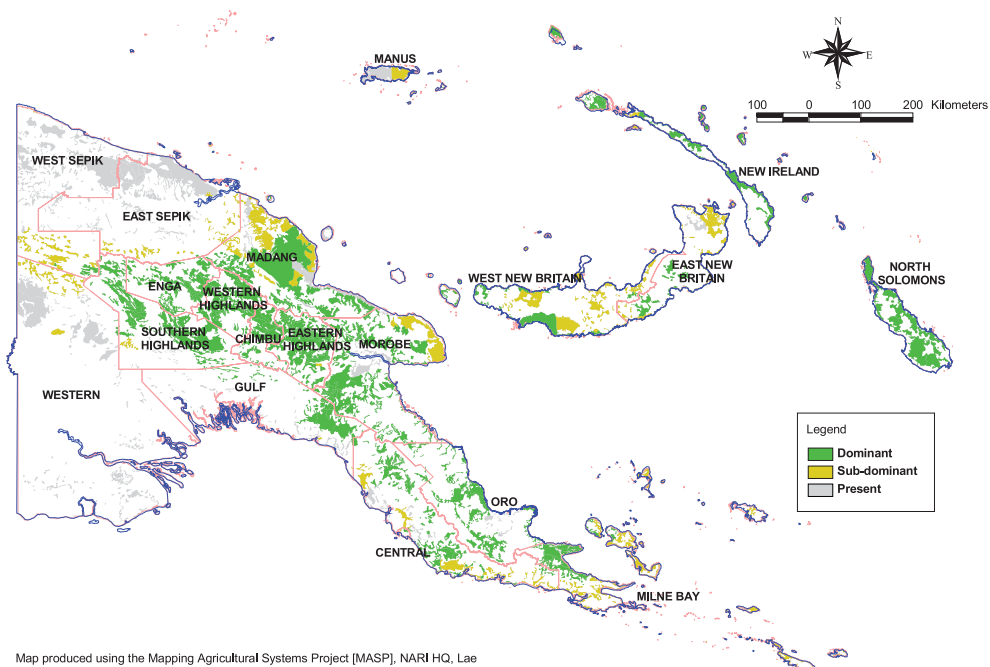 MANUS
N
W E
S
100 0 100 200 Kilometers
WEST SEPIK
NEW IRELAND
EAST SEPIK
MADANG
WEST NEW BRITAIN
EAST NEW
BRITAIN
NORTH
SOLOMONS
ENGA
WESTERN
HIGHLANDS
SOUTHERN
HIGHLANDS
CHIMBU
EASTERN
HIGHLANDS
MOROBE
WESTERN
GULF
Legend
Dominant
Sub-dominant
Present
ORO
CENTRAL
MILNE BAY
Map produced using the Mapping Agricultural Systems Project [MASP], NARI HQ, Lae